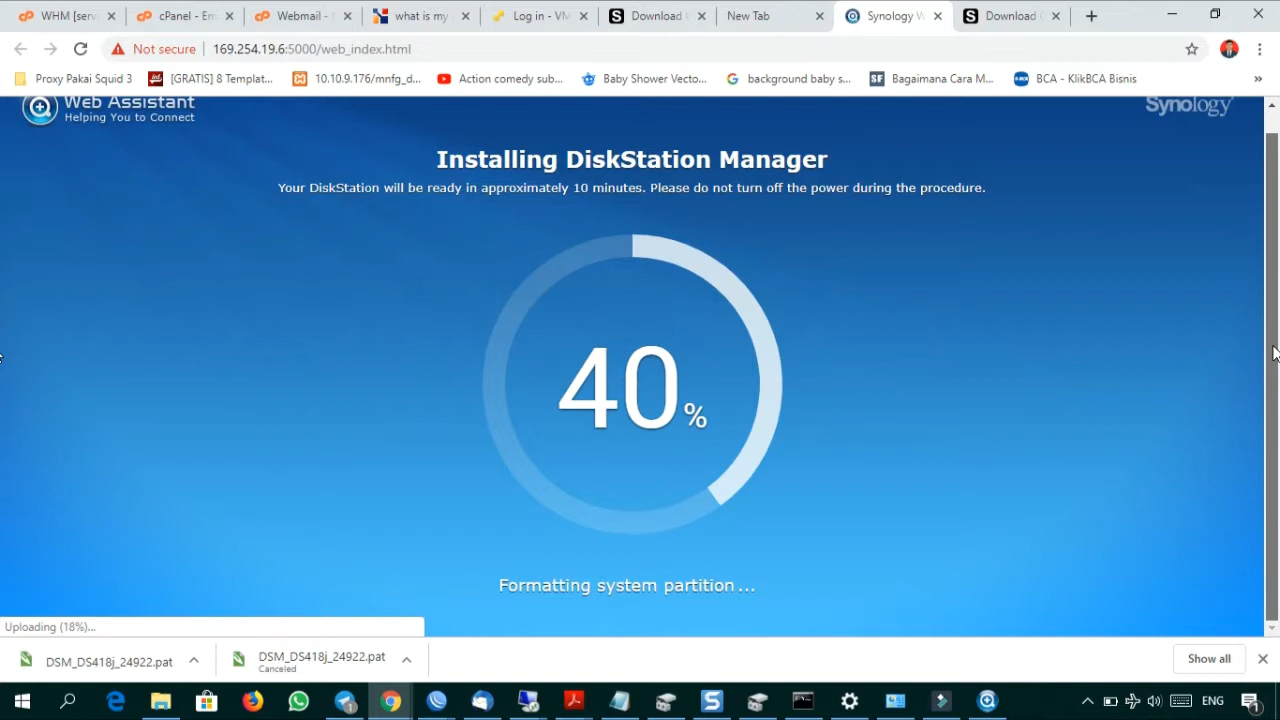 WHM [serv
cPanel - Em
Webmail - M
what is my
Log in - VM
Download
New Tab
Synology W
Download
Not secure
169.254.19.6:5000/web_index.html
Proxy Pakai Squid 3
[GRATIS] 8 Templat...
10.10.9.176/mnfg_d...
Action comedy sub...
Baby Shower Vecto...
background baby s...
SF
Bagaimana Cara M...
BCA - KlikBCA Bisnis
Web Assistant
Helping You to Connect
Synology
Installing DiskStation Manager
Your DiskStation will be ready in approximately 10 minutes. Please do not turn off the power during the procedure.
40%
Formatting system partition...
Uploading (18%)...
DSM_DS418j_24922.pat
DSM_DS418j_24922.pat
Canceled
Show all
ENG